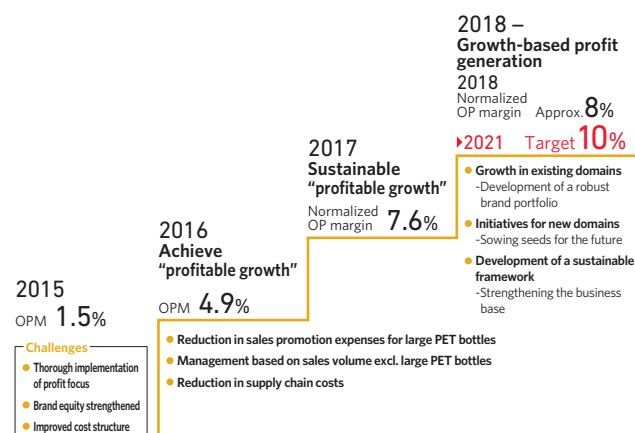 2015
OPM 1.5%
Challenges
● Thorough implementation
of profit focus
● Brand equity strengthened
● Improved cost structure
2016
Achieve
“profitable growth”
OPM 4.9%
● Reduction in sales promotion expenses for large PET bottles
● Management based on sales volume excl. large PET bottles
● Reduction in supply chain costs
2017
Sustainable
“profitable growth”
Normalized
OP margin 7.6%
2018 –
Growth-based profit
generation
2018
Normalized
OP margin Approx. 8%
▸2021 Target 10%
● Growth in existing domains
-Development of a robust
brand portfolio
● Initiatives for new domains
-Sowing seeds for the future
● Development of a sustainable
framework
-Strengthening the business
base